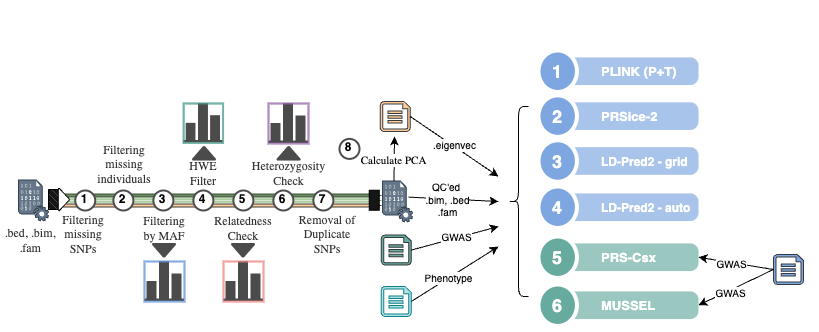 .bed, .bim,
.fam
1
Filtering
missing
SNPs
Filtering
missing
individuals
2
3
Filtering
by MAF
HWE
Filter
4
5
Relatedness
Check
Heterozygosity
Check
6
7
Removal of
Duplicate
SNPs
8
Calculate PCA
.eigenvec
QC'ed
.bim, .bed
.fam
GWAS
Phenotype
1 PLINK (P+T)
2 PRSice-2
3 LD-Pred2 - grid
4 LD-Pred2 - auto
5 PRS-Csx
6 MUSSEL
GWAS
GWAS